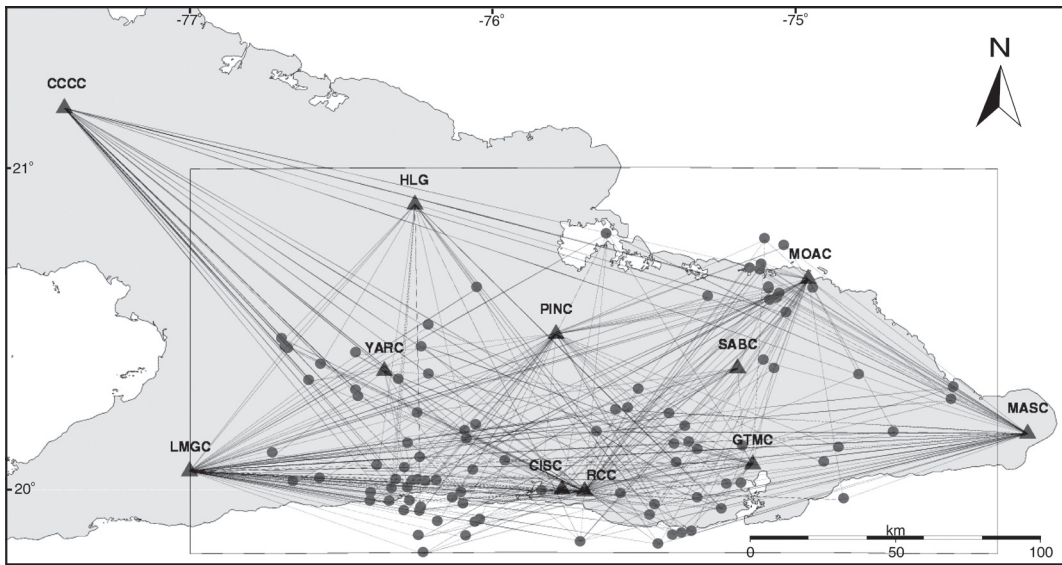 -77°
-76°
-75°
N
CCCC
21°
HLG
MOAC
PINC
YARC
SABC
MASC
LMGC
GTMC
CISC
RCC
20°
km
0
50
100